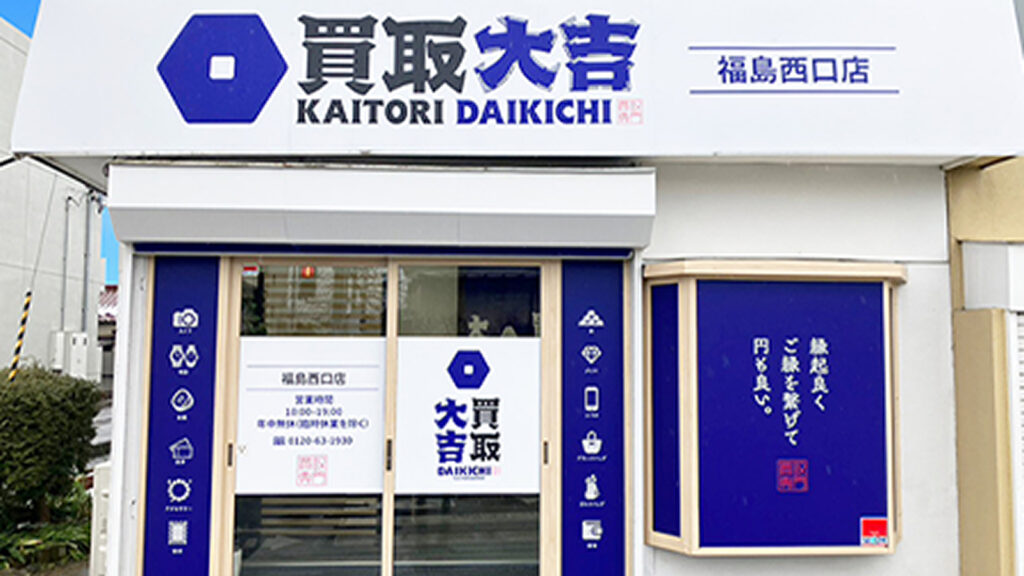 買取大吉
KAITORI DAIKICHI
福島西口店
福島西口店
営業時間
10:00-19:00
年中無休(臨時休業を除く)
0120-63-1930
買取
大吉
DAIKICHI
縁起良く
ご縁を繋げて
円も良い。